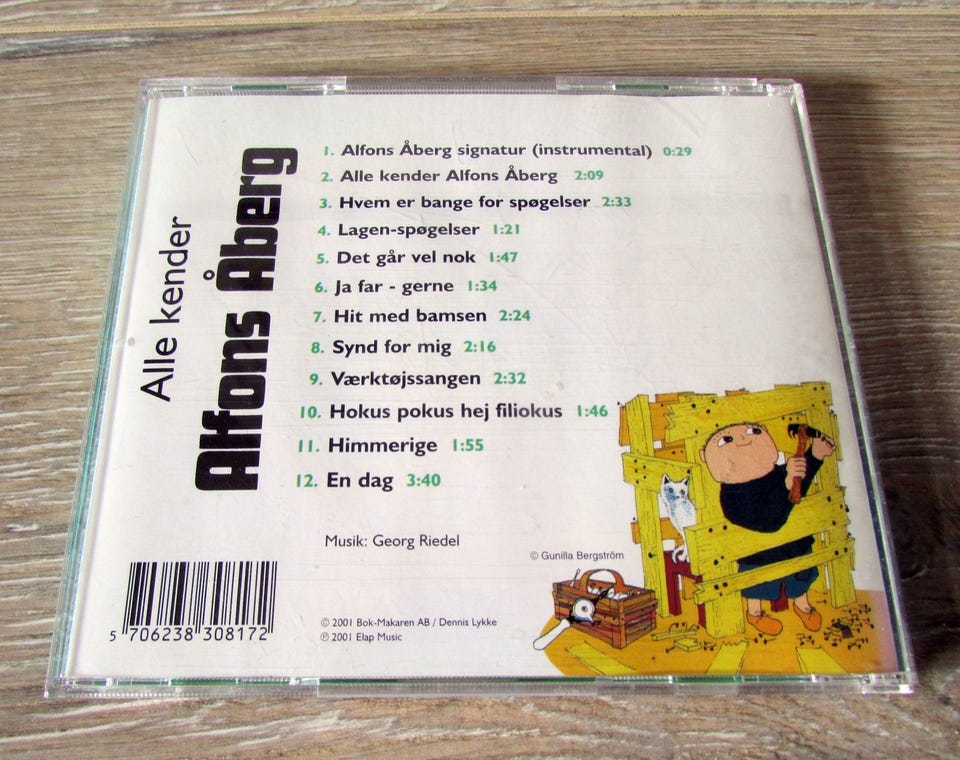 Alle kender
Alfons Åberg
1. Alfons Åberg signatur (instrumental) 0:29
2. Alle kender Alfons Åberg 2:09
3. Hvem er bange for spøgelser 2:33
4. Lagen-spøgelser 1:21
5. Det går vel nok 1:47
6. Ja far - gerne 1:34
7. Hit med bamsen 2:24
8. Synd for mig 2:16
9. Værktøjssangen 2:32
10. Hokus pokus hej filiokus 1:46
11. Himmerige 1:55
12. En dag 3:40
Musik: Georg Riedel
© Gunilla Bergström
© 2001 Bok-Makaren AB / Dennis Lykke
℗ 2001 Elap Music
5 706238 308172